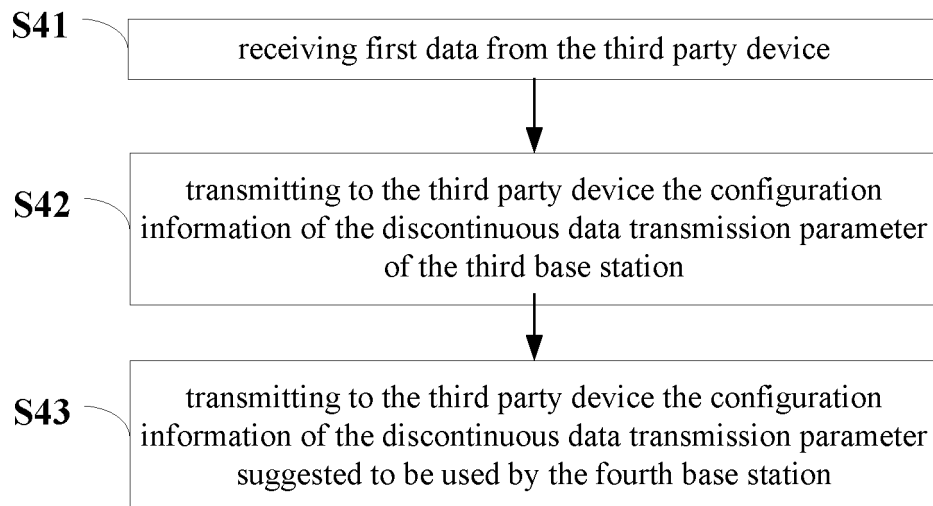 S41
receiving first data from the third party device
S42
transmitting to the third party device the configuration
information of the discontinuous data transmission parameter
of the third base station
S43
transmitting to the third party device the configuration
information of the discontinuous data transmission parameter
suggested to be used by the fourth base station